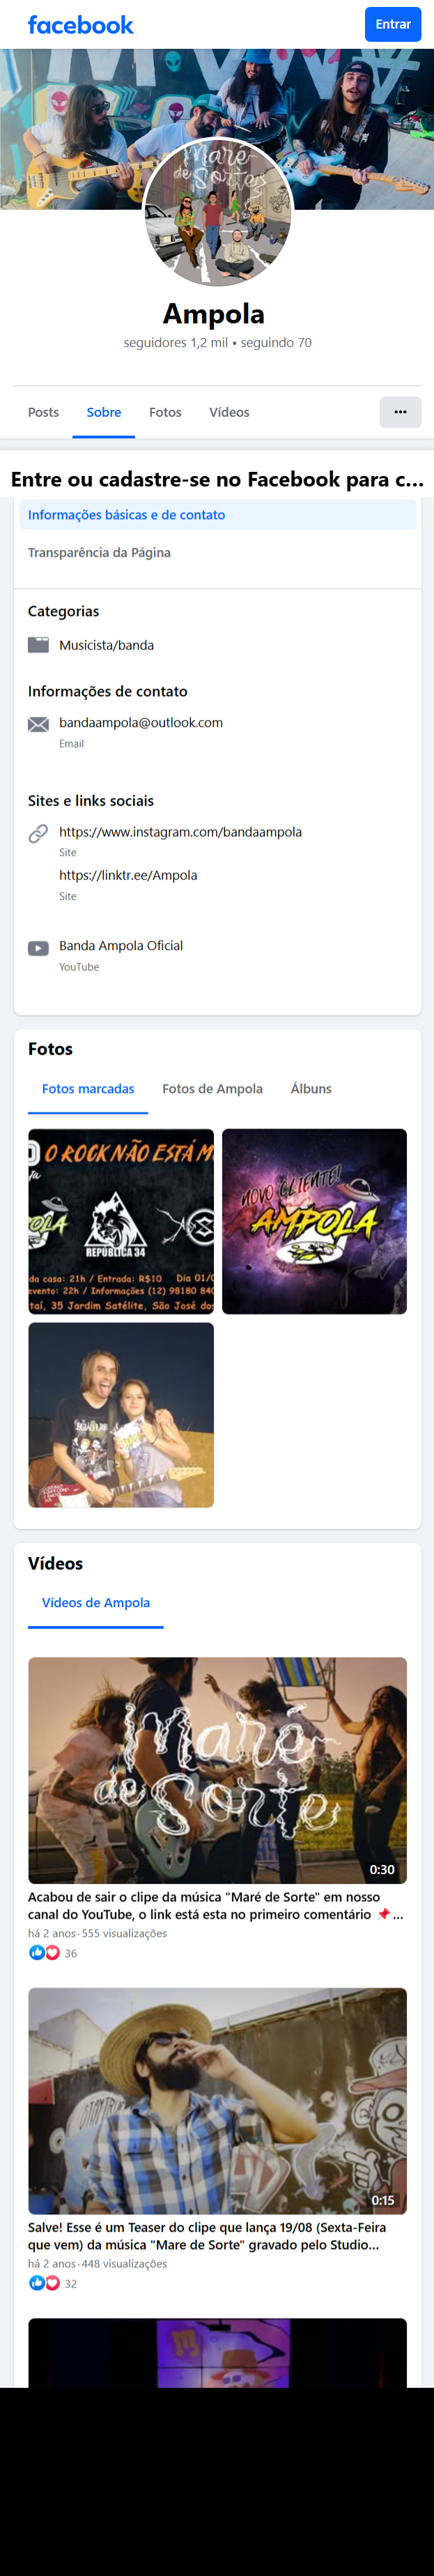 facebook
Entrar
Maré
de Sortes
Ampola
seguidores 1,2 mil • seguindo 70
Posts
Sobre
Fotos
Vídeos
Entre ou cadastre-se no Facebook para c...
Informações básicas e de contato
Transparência da Página
Categorias
Musicista/banda
Informações de contato
bandaampola@outlook.com
Email
Sites e links sociais
https://www.instagram.com/bandaampola
Site
https://linktr.ee/Ampola
Site
Banda Ampola Oficial
YouTube
Fotos
Fotos marcadas
Fotos de Ampola
Álbuns
O ROCK NÃO ESTÁ M
REPÚBLICA 34
da casa: 21h / Entrada: R$10 Dia 01/0
evento: 22h / Informações (12) 98180 840
taí, 35 Jardim Satélite, São José dos
NOVO CLIENTE!
AMPOLA
Vídeos
Vídeos de Ampola
Maré
de Sorte
0:30
Acabou de sair o clipe da música "Maré de Sorte" em nosso
canal do YouTube, o link está esta no primeiro comentário 📌...
há 2 anos · 555 visualizações
36
0:15
Salve! Esse é um Teaser do clipe que lança 19/08 (Sexta-Feira
que vem) da música "Mare de Sorte" gravado pelo Studio...
há 2 anos · 448 visualizações
32